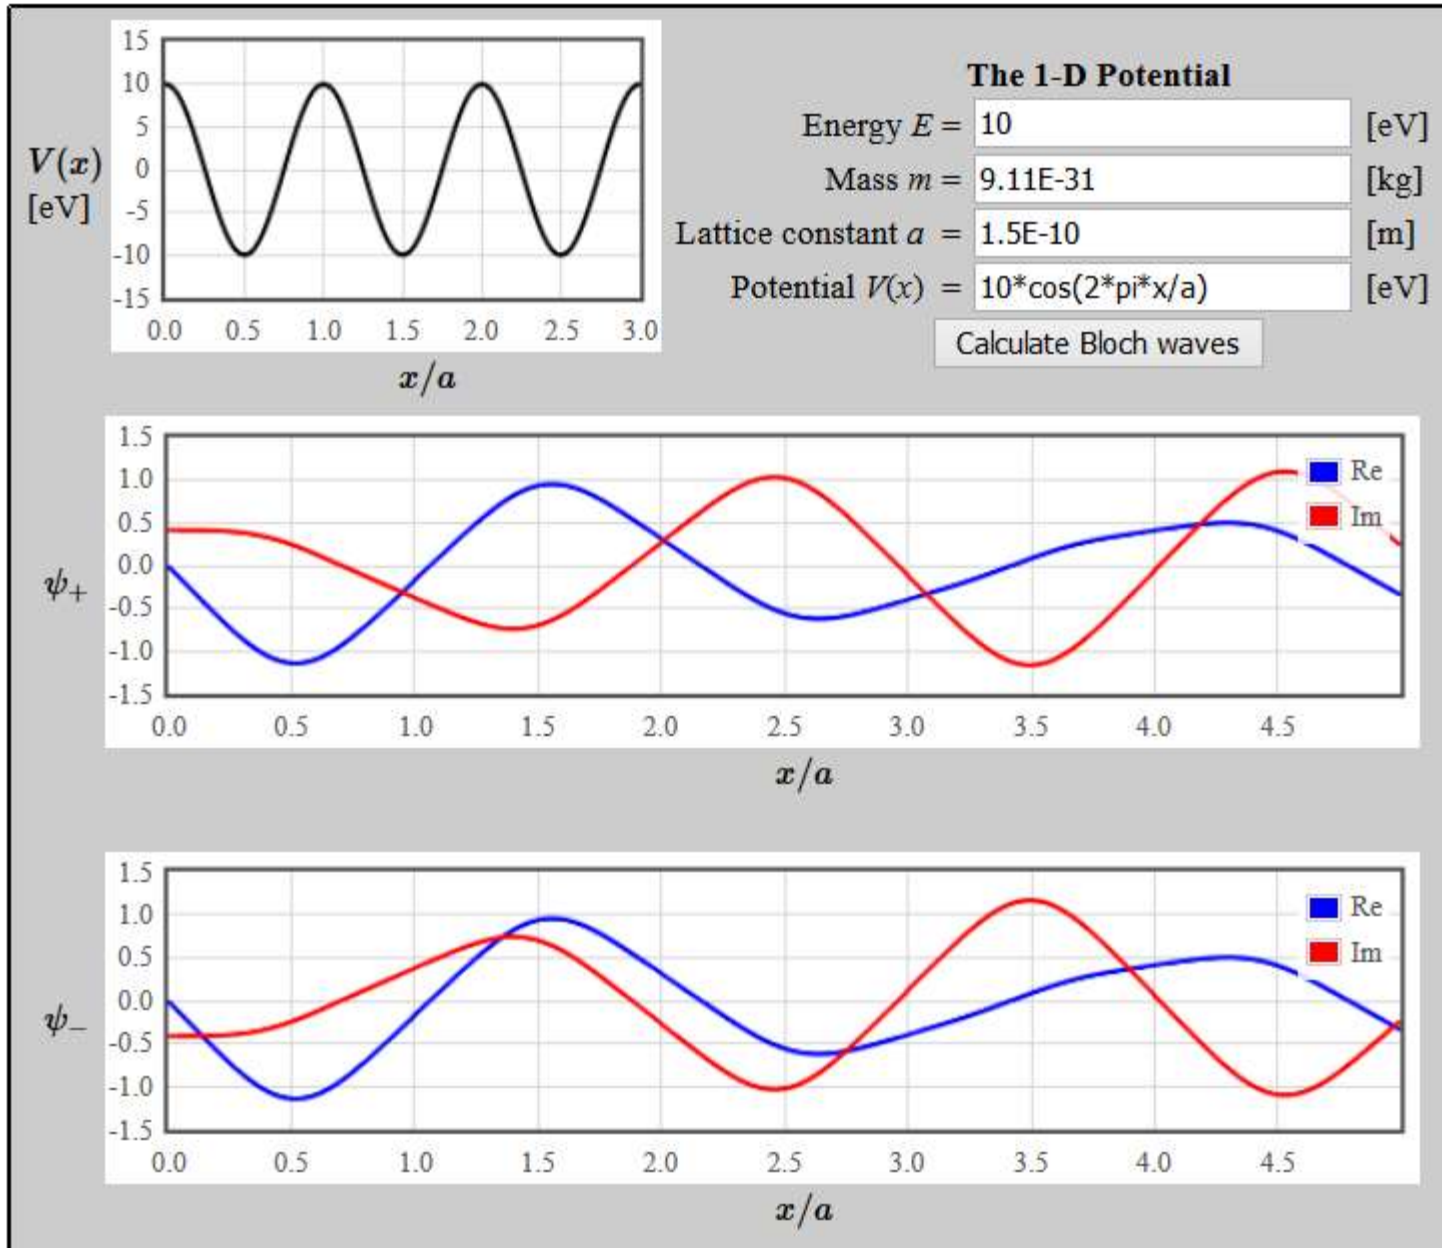 15
10
5
0
-5
-10
-15
V(x)
[eV]
0.0 0.5 1.0 1.5 2.0 2.5 3.0
x/a
The 1-D Potential
Energy E = 10 [eV]
Mass m = 9.11E-31 [kg]
Lattice constant a = 1.5E-10 [m]
Potential V(x) = 10*cos(2*pi*x/a) [eV]
Calculate Bloch waves
1.5
1.0
0.5
0.0
-0.5
-1.0
-1.5
ψ+
Re
Im
0.0 0.5 1.0 1.5 2.0 2.5 3.0 3.5 4.0 4.5
x/a
1.5
1.0
0.5
0.0
-0.5
-1.0
-1.5
ψ−
Re
Im
0.0 0.5 1.0 1.5 2.0 2.5 3.0 3.5 4.0 4.5
x/a